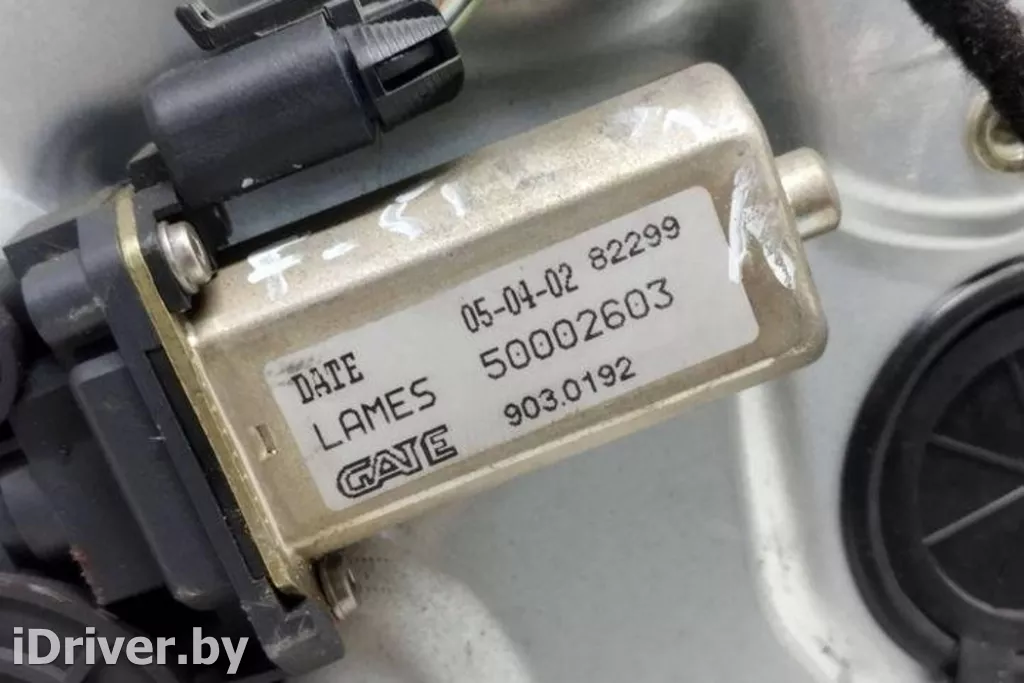 DATE 05-04-02 82299
LAMES 50002603
GATE 903.0192
iDriver.by